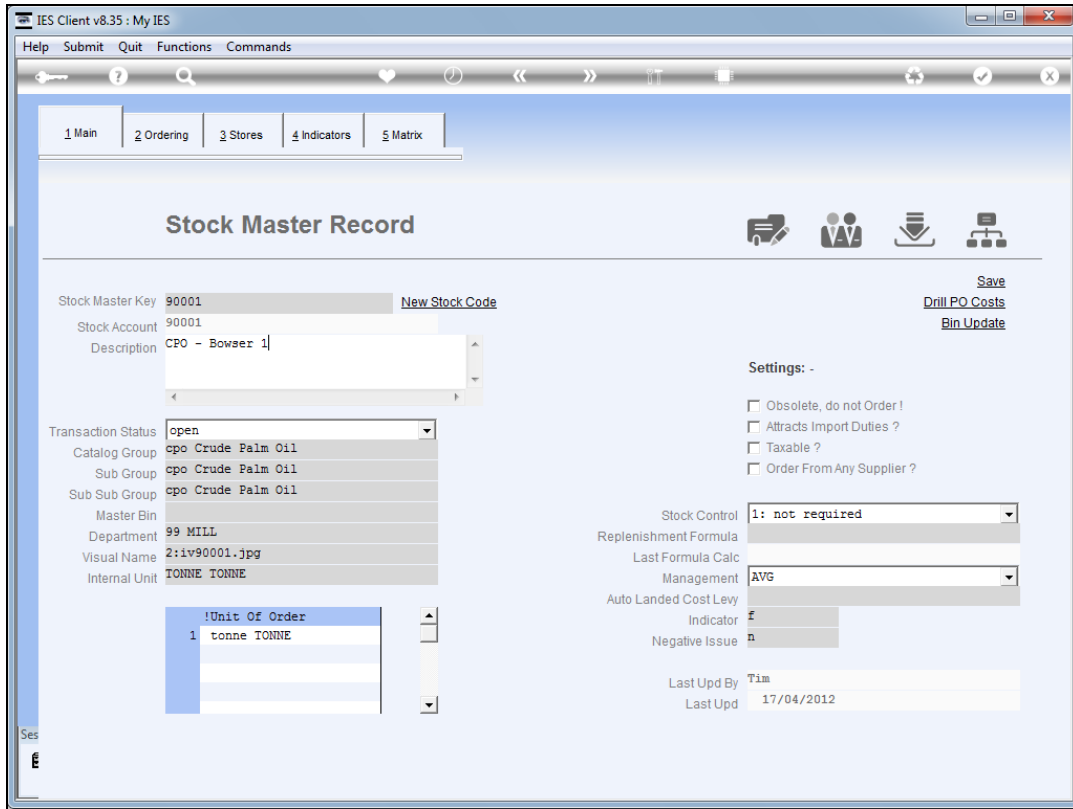 IES Client v8.35 : My IES
Help Submit Quit Functions Commands
1 Main 2 Ordering 3 Stores 4 Indicators 5 Matrix
Stock Master Record
Save
Stock Master Key 90001 New Stock Code Drill PO Costs
Stock Account 90001 Bin Update
Description CPO - Bowser 1
Settings: -
Obsolete, do not Order !
Transaction Status open Attracts Import Duties ?
Catalog Group cpo Crude Palm Oil Taxable ?
Sub Group cpo Crude Palm Oil Order From Any Supplier ?
Sub Sub Group cpo Crude Palm Oil
Master Bin Stock Control 1: not required
Department 99 MILL Replenishment Formula
Visual Name 2:iv90001.jpg Last Formula Calc
Internal Unit TONNE TONNE Management AVG
Auto Landed Cost Levy
!Unit Of Order Indicator f
1 tonne TONNE Negative Issue n
Last Upd By Tim
Last Upd 17/04/2012
Ses